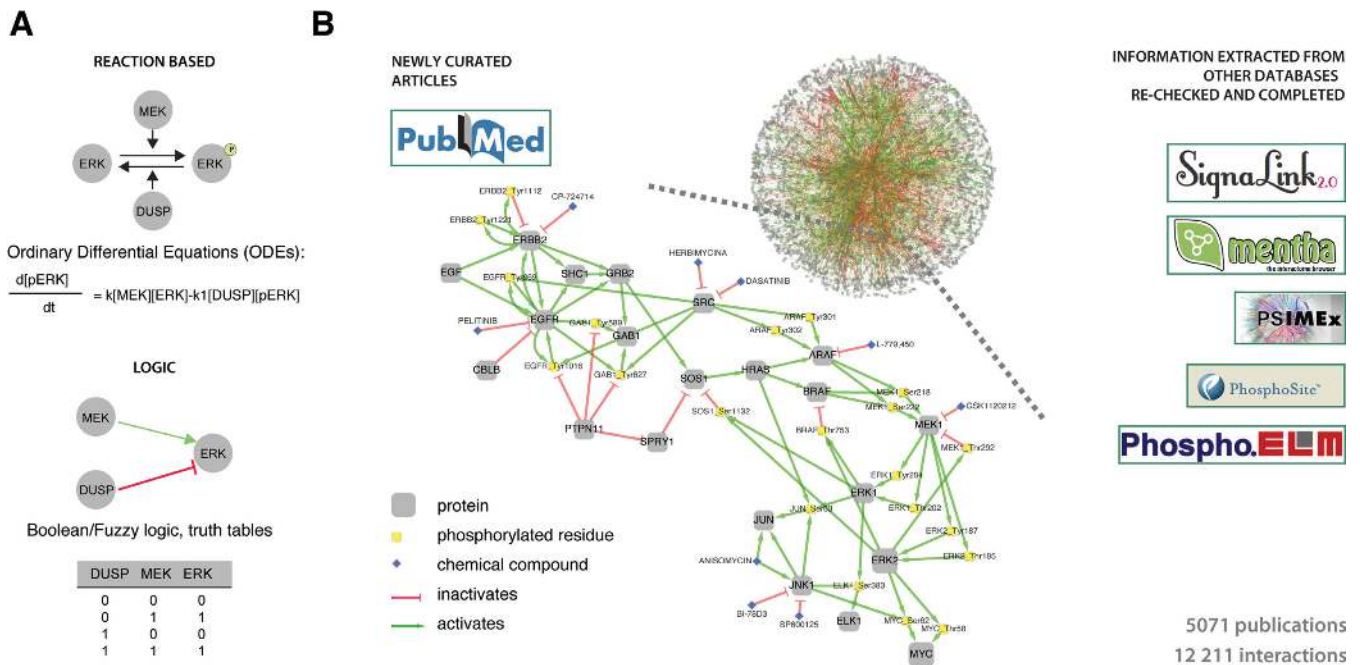 A
REACTION BASED
MEK
ERK
ERK
P
DUSP
Ordinary Differential Equations (ODEs):
d[pERK]
dt
= k[MEK][ERK]-k1[DUSP][pERK]
LOGIC
MEK
ERK
DUSP
Boolean/Fuzzy logic, truth tables
DUSP MEK ERK
0 0 0
0 1 1
1 0 0
1 1 1
B
NEWLY CURATED
ARTICLES
PubMed
ERBB2_Tyr1112
CP-724714
ERBB2_Tyr1221
ERBB2
EGF
SHC1
GRB2
HERBIMYCINA
DASATINIB
SRC
PELITINIB
EGFR
GAB1_Tyr589
GAB1
ARAF_Tyr301
ARAF_Tyr302
ARAF
L-779,450
CBLB
EGFR_Tyr1016
GAB1_Tyr627
SOS1
HRAS
BRAF
MEK1_Ser218
MEK1_Ser222
GSK1120212
SOS1_Ser1132
MEK1
PTPN11
SPRY1
BRAF_Thr753
MEK1_Thr292
ERK1_Tyr204
ERK1
ERK1_Thr202
JUN
JUN_Ser63
ERK2_Tyr187
ERK2
ERK2_Thr185
ANISOMYCIN
JNK1
ELK1_Ser383
BI-78D3
SP600125
ELK1
MYC_Ser62
MYC_Thr58
MYC
protein
phosphorylated residue
chemical compound
inactivates
activates
INFORMATION EXTRACTED FROM
OTHER DATABASES
RE-CHECKED AND COMPLETED
SignaLink 2.0
mentha
the interactome browser
PSIMEx
PhosphoSite™
Phospho.ELM
5071 publications
12 211 interactions